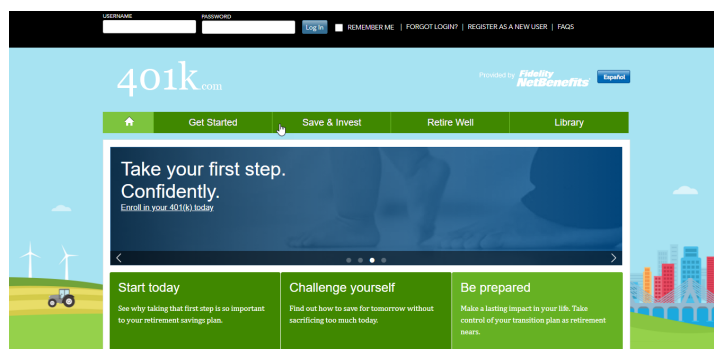 USERNAME PASSWORD
Log In REMEMBER ME | FORGOT LOGIN? | REGISTER AS A NEW USER | FAQS
401k.com
Provided by Fidelity NetBenefits
Español
Get Started Save & Invest Retire Well Library
Take your first step.
Confidently.
Enroll in your 401(k) today
Start today
See why taking that first step is so important
to your retirement savings plan.
Challenge yourself
Find out how to save for tomorrow without
sacrificing too much today.
Be prepared
Make a lasting impact in your life. Take
control of your transition plan as retirement
nears.